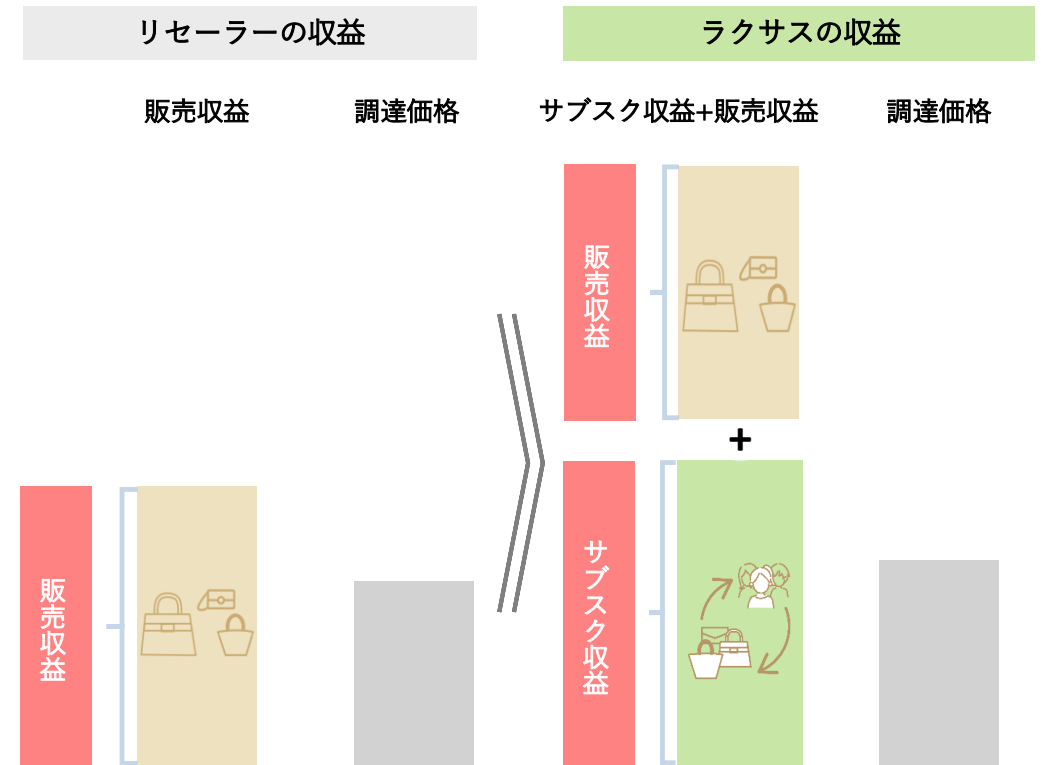 リセーラーの収益
ラクサスの収益
販売収益
調達価格
サブスク収益+販売収益
調達価格
販売収益
+
販売収益
サブスク収益